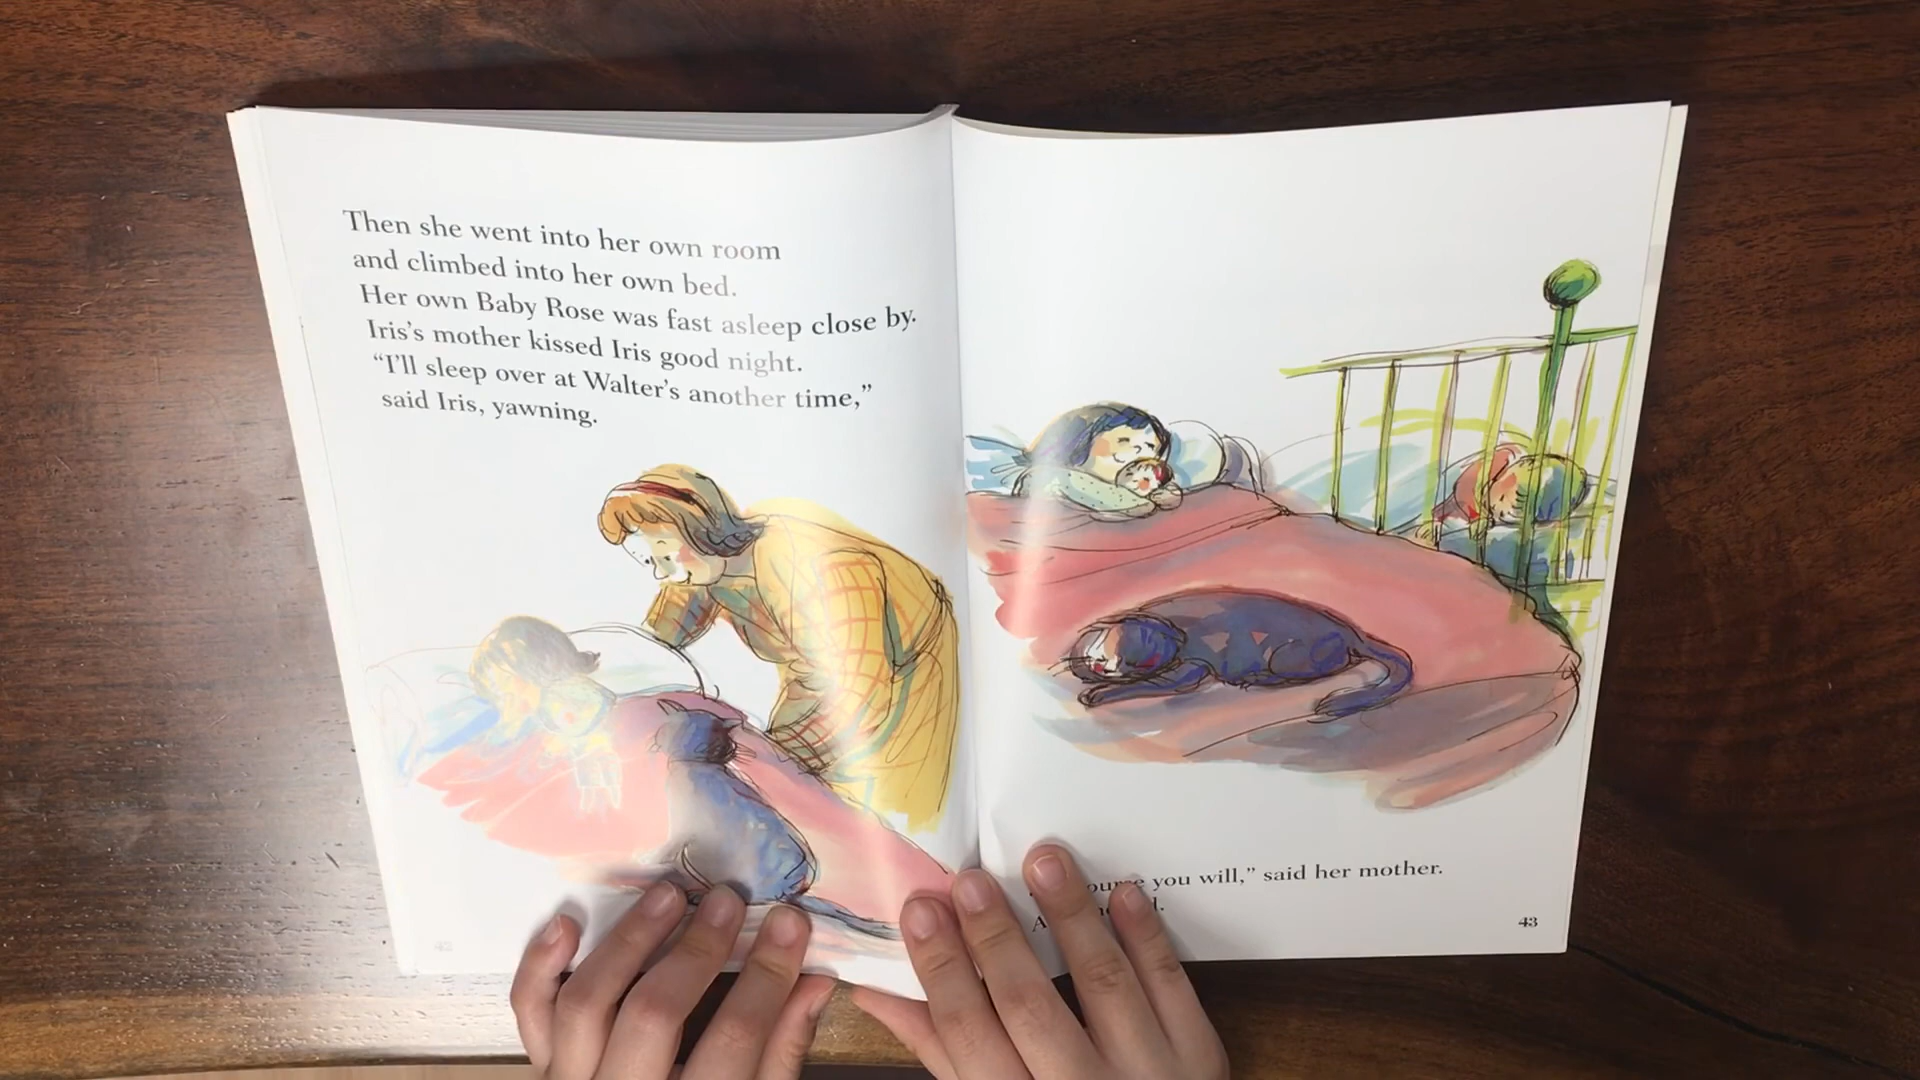 Then she went into her own room
and climbed into her own bed.
Her own Baby Rose was fast asleep close by.
Iris's mother kissed Iris good night.
“I'll sleep over at Walter's another time,”
said Iris, yawning.
42
you will,” said her mother.
43